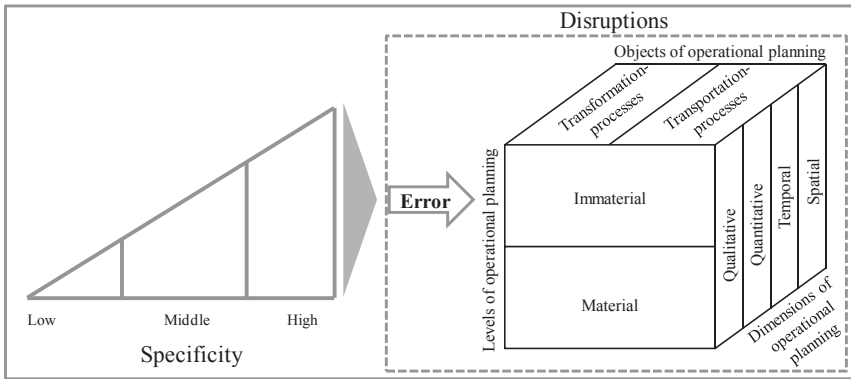 Disruptions
Objects of operational planning
Transformation-
processes
Transportation-
processes
Levels of operational planning
Immaterial
Material
Qualitative
Quantitative
Temporal
Spatial
Dimensions of
operational
planning
Error
Low
Middle
High
Specificity